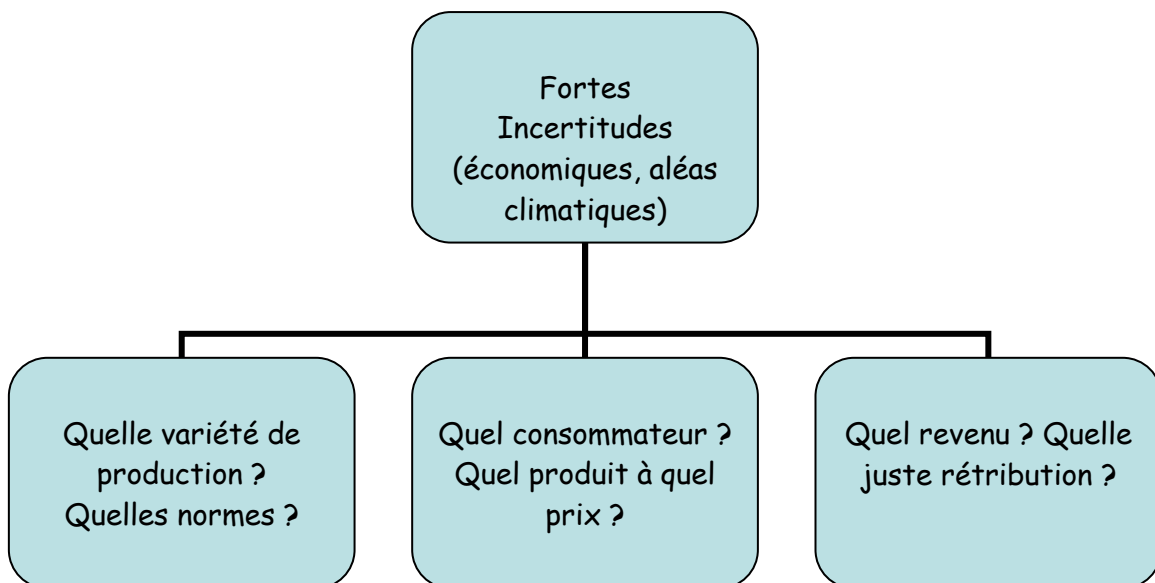 Fortes
Incertitudes
(économiques, aléas
climatiques)
Quelle variété de
production ?
Quelles normes ?
Quel consommateur ?
Quel produit à quel
prix ?
Quel revenu ? Quelle
juste rétribution ?